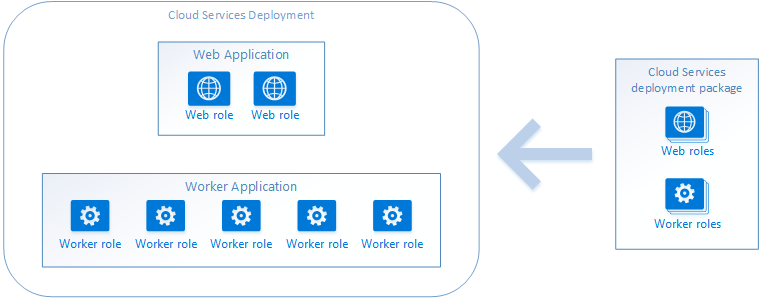 Cloud Services Deployment
Web Application
Web role
Web role
Worker Application
Worker role
Worker role
Worker role
Worker role
Worker role
Cloud Services
deployment package
Web roles
Worker roles